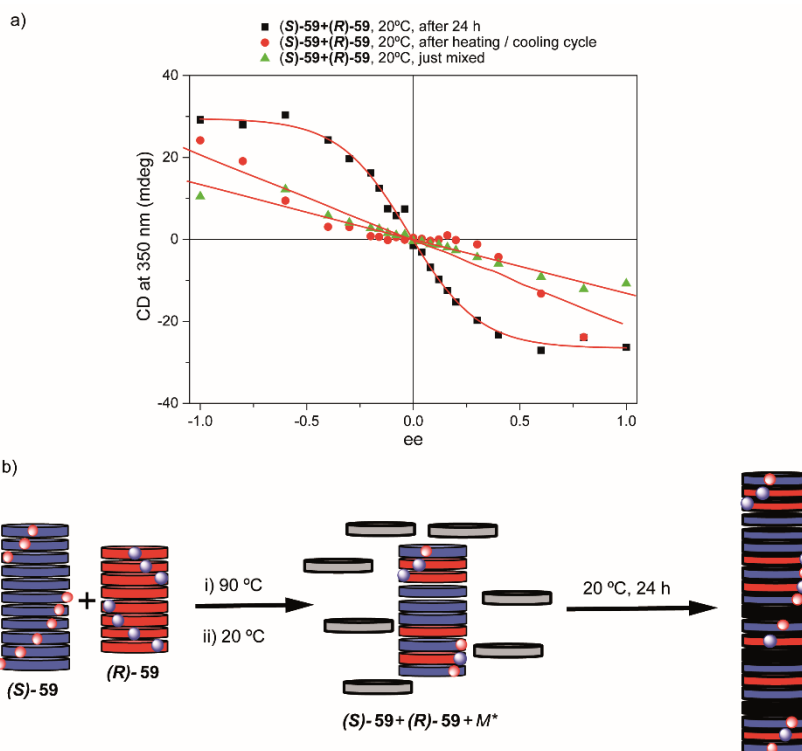 a)
(S)-59+(R)-59, 20ºC, after 24 h
(S)-59+(R)-59, 20ºC, after heating / cooling cycle
(S)-59+(R)-59, 20ºC, just mixed
40
20
0
-20
-40
CD at 350 nm (mdeg)
-1.0 -0.5 0.0 0.5 1.0
ee
b)
+
i) 90 ºC
ii) 20 ºC
20 ºC, 24 h
(S)-59
(R)-59
(S)-59+(R)-59+M*